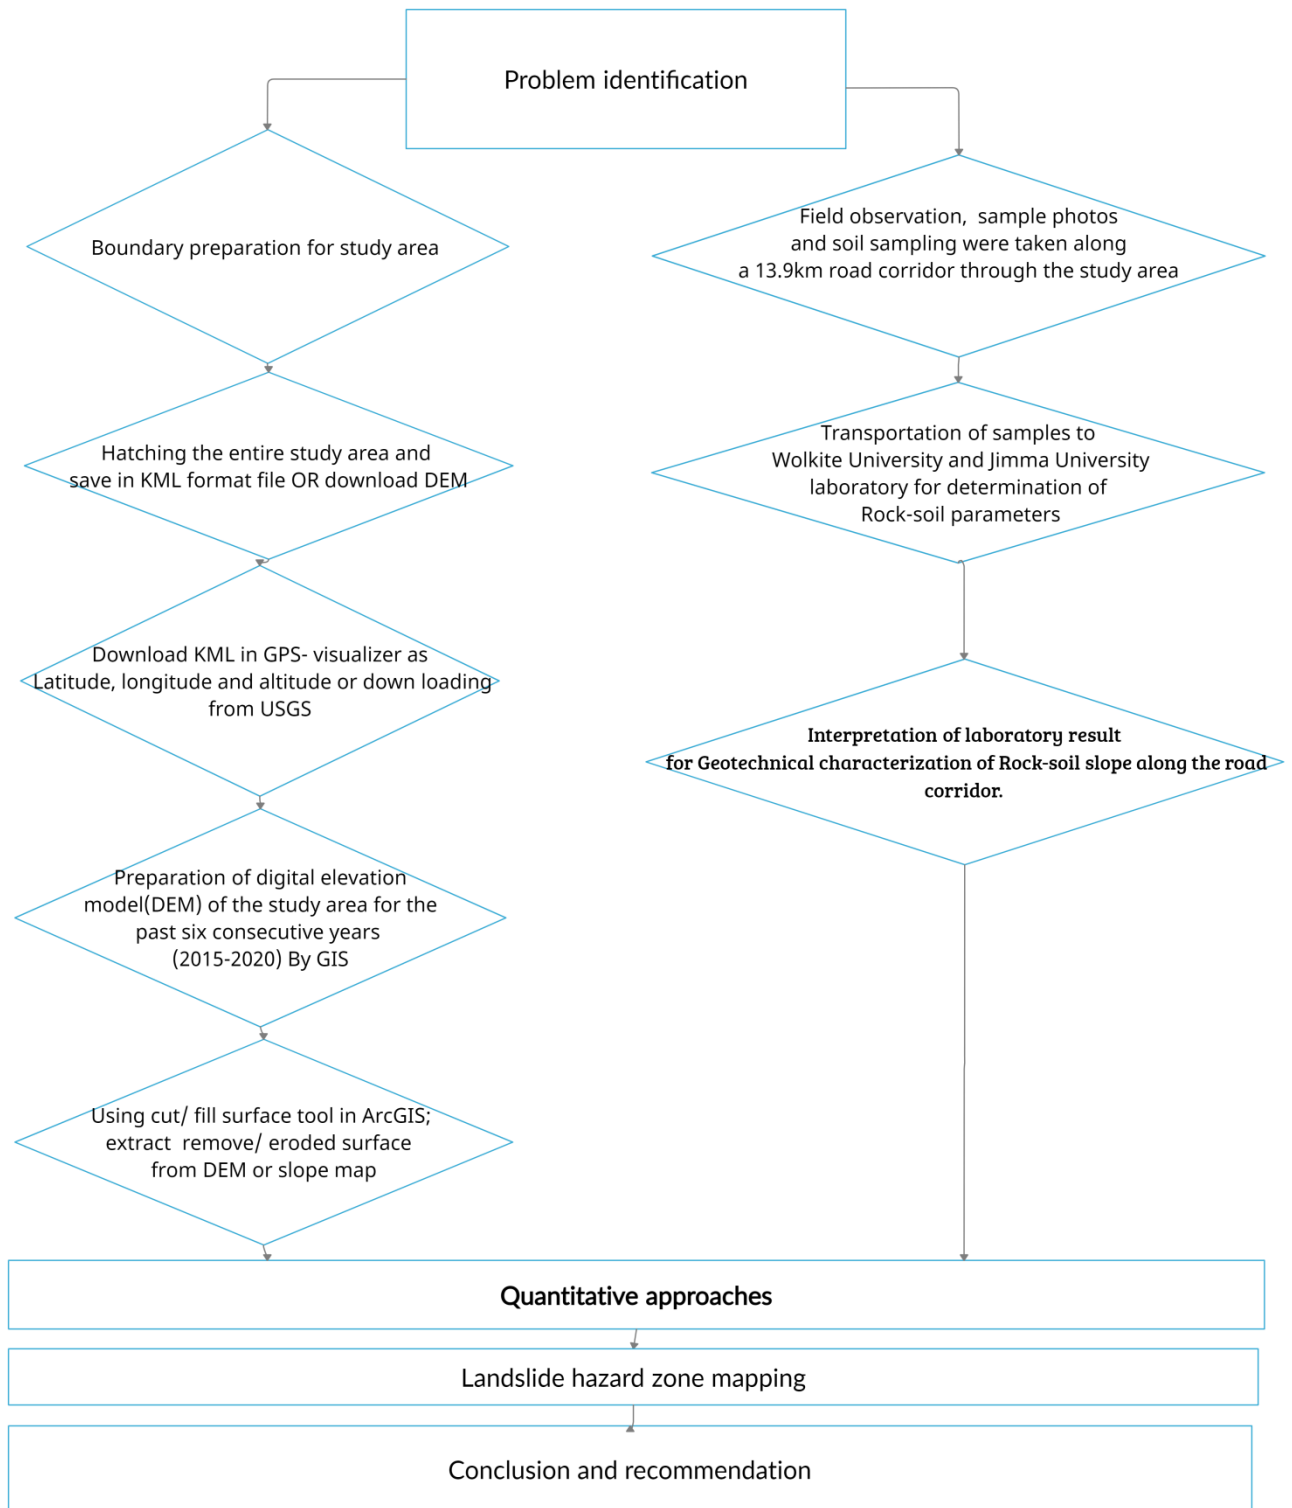 Problem identification
Boundary preparation for study area
Hatching the entire study area and
save in KML format file OR download DEM
Download KML in GPS- visualizer as
Latitude, longitude and altitude or down loading
from USGS
Preparation of digital elevation
model(DEM) of the study area for the
past six consecutive years
(2015-2020) By GIS
Using cut/ fill surface tool in ArcGIS;
extract  remove/ eroded surface
from DEM or slope map
Field observation,  sample photos
and soil sampling were taken along
a 13.9km road corridor through the study area
Transportation of samples to
Wolkite University and Jimma University
laboratory for determination of
Rock-soil parameters
Interpretation of laboratory result
for Geotechnical characterization of Rock-soil slope along the road
corridor.
Quantitative approaches
Landslide hazard zone mapping
Conclusion and recommendation